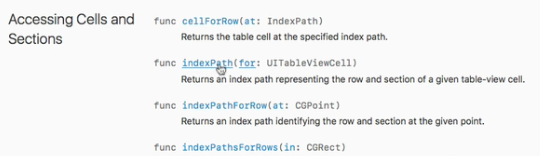 Accessing Cells and
Sections
func cellForRow(at: IndexPath)
Returns the table cell at the specified index path.
func indexPath(for: UITableViewCell)
Returns an index path representing the row and section of a given table-view cell.
func indexPathForRow(at: CGPoint)
Returns an index path identifying the row and section at the given point.
func indexPathsForRows(in: CGRect)